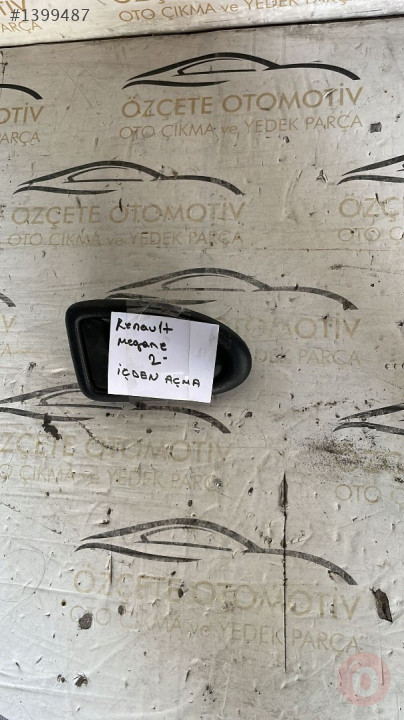 #1399487
OTO ÇIKMA ve YEDEK PARÇA
ÖZÇETE OTOMOTİV
OTO ÇIKMA ve YEDEK PARÇA
ÖZÇETE OTOMOTİV
OTO ÇIKMA ve YEDEK PARÇA
Renault
megane
2-
İÇDEN AÇMA
ÖZÇETE OTOMOTİV
OTO ÇIKMA ve YEDEK PARÇA
ÖZÇETE OTOMOTİV
OTO ÇIKMA ve YEDEK PARÇA